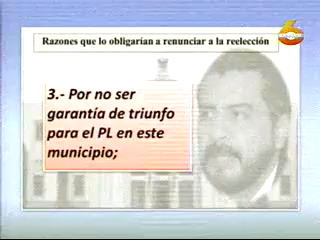 6
Razones que lo obligarían a renunciar a la reelección
3.- Por no ser
garantía de triunfo
para el PL en este
municipio;